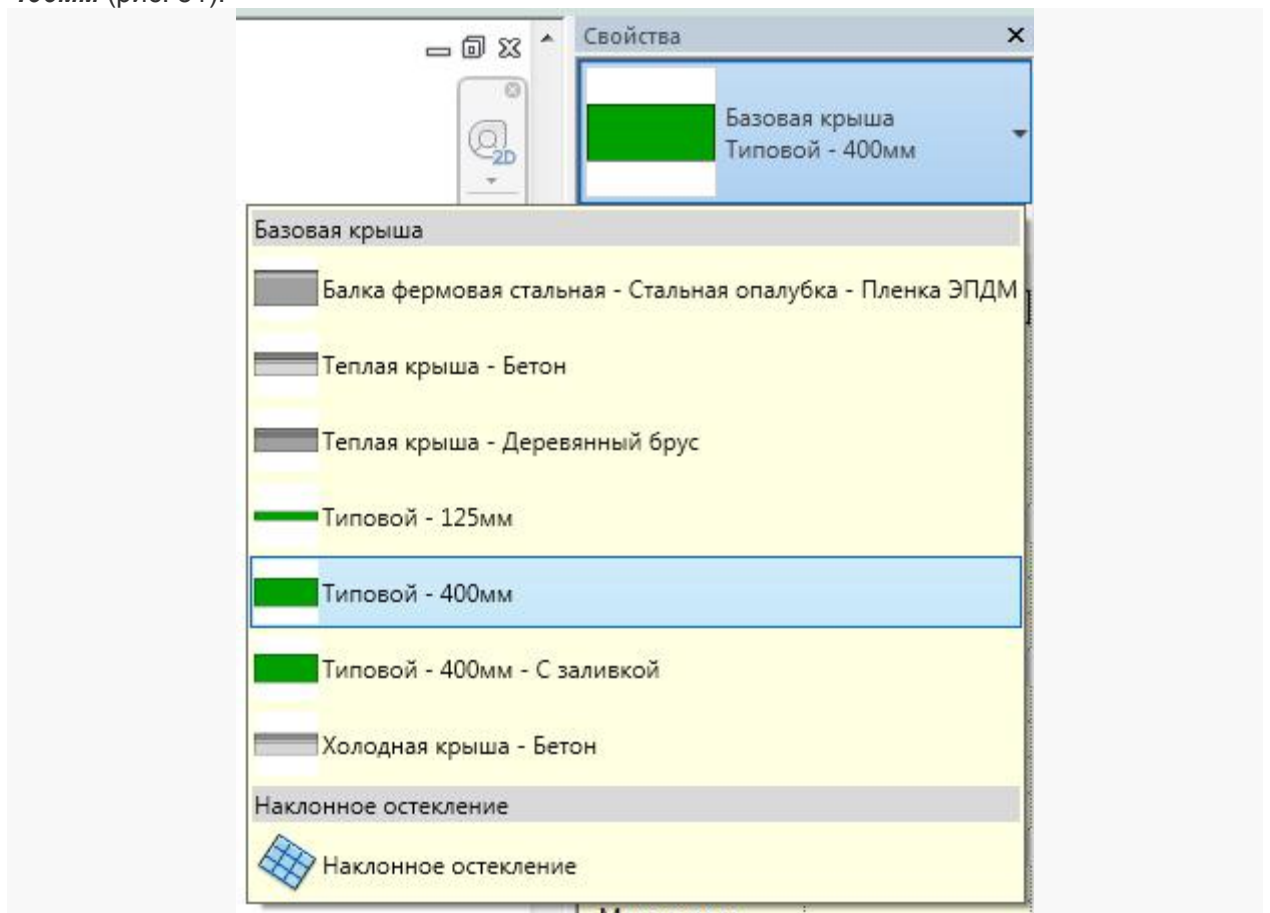 Свойства
2D
Базовая крыша
Типовой - 400мм
Базовая крыша
Балка фермовая стальная - Стальная опалубка - Пленка ЭПДМ
Теплая крыша - Бетон
Теплая крыша - Деревянный брус
Типовой - 125мм
Типовой - 400мм
Типовой - 400мм - С заливкой
Холодная крыша - Бетон
Наклонное остекление
Наклонное остекление